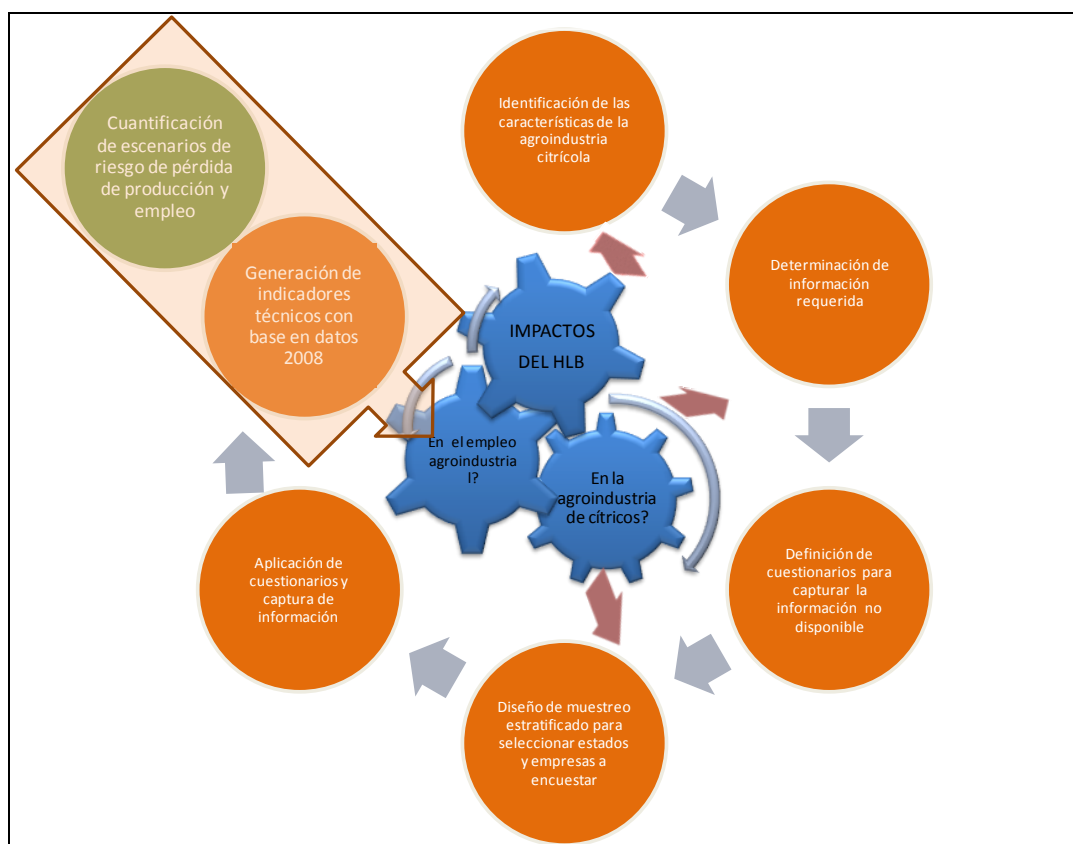 Identificación de las
características de la
agroindustria
citrícola
Determinación de
información
requerida
Definición de
cuestionarios para
capturar la
información no
disponible
Diseño de muestreo
estratificado para
seleccionar estados
y empresas a
encuestar
Aplicación de
cuestionarios y
captura de
información
Generación de
indicadores
técnicos con
base en datos
2008
Cuantificación
de escenarios de
riesgo de pérdida
de producción y
empleo
IMPACTOS
DEL HLB
En el empleo
agroindustria
l?
En la
agroindustria
de cítricos?